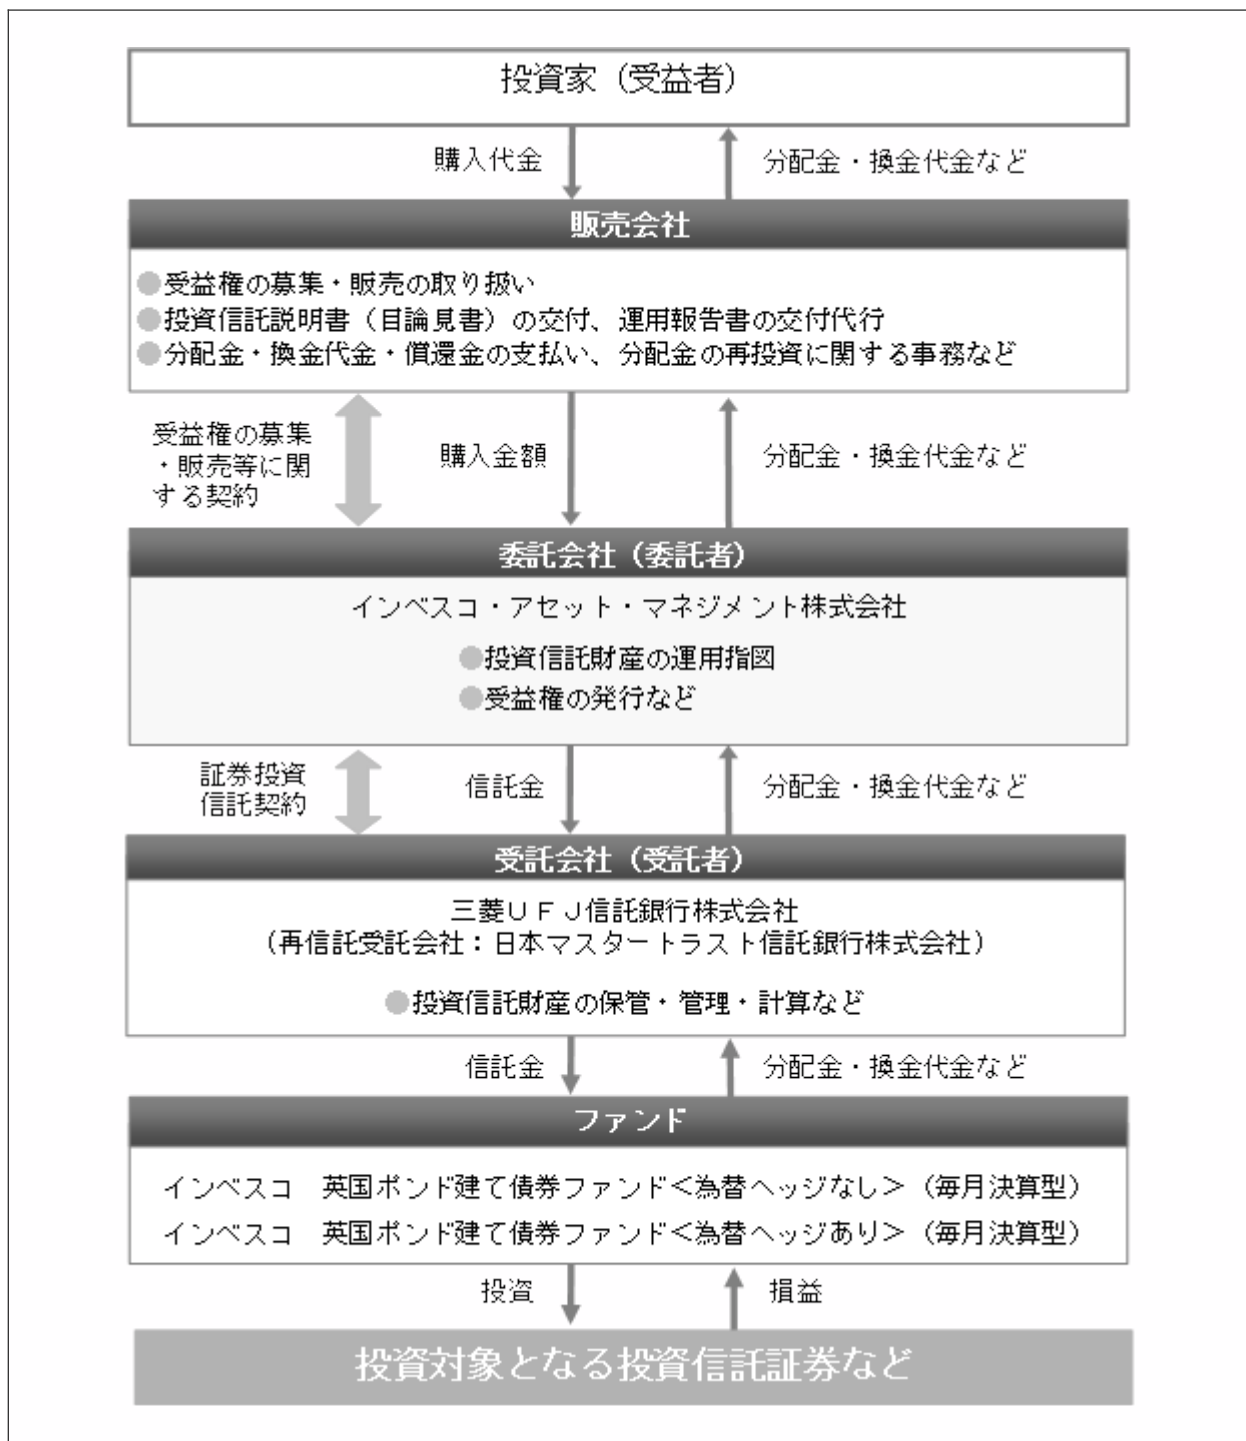 投資家（受益者）
購入代金
分配金・換金代金など
販売会社
●受益権の募集・販売の取り扱い
●投資信託説明書（目論見書）の交付、運用報告書の交付代行
●分配金・換金代金・償還金の支払い、分配金の再投資に関する事務など
受益権の募集
・販売等に関
する契約
購入金額
分配金・換金代金など
委託会社（委託者）
インベスコ・アセット・マネジメント株式会社
●投資信託財産の運用指図
●受益権の発行など
証券投資
信託契約
信託金
分配金・換金代金など
受託会社（受託者）
三菱ＵＦＪ信託銀行株式会社
（再信託受託会社：日本マスタートラスト信託銀行株式会社）
●投資信託財産の保管・管理・計算など
信託金
分配金・換金代金など
ファンド
インベスコ　英国ポンド建て債券ファンド＜為替ヘッジなし＞（毎月決算型）
インベスコ　英国ポンド建て債券ファンド＜為替ヘッジあり＞（毎月決算型）
投資
損益
投資対象となる投資信託証券など